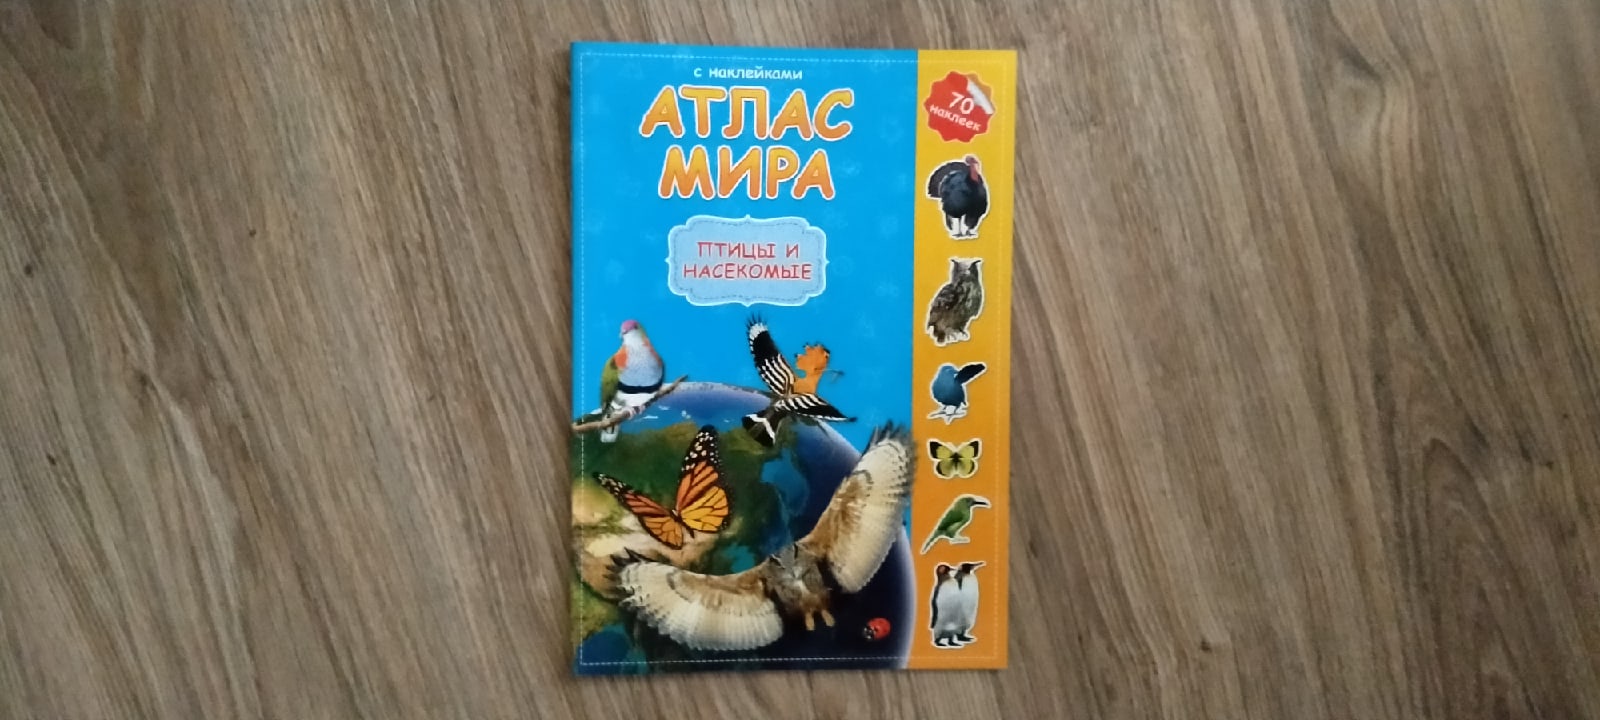 с наклейками
АТЛАС
МИРА
ПТИЦЫ И
НАСЕКОМЫЕ
70
наклеек